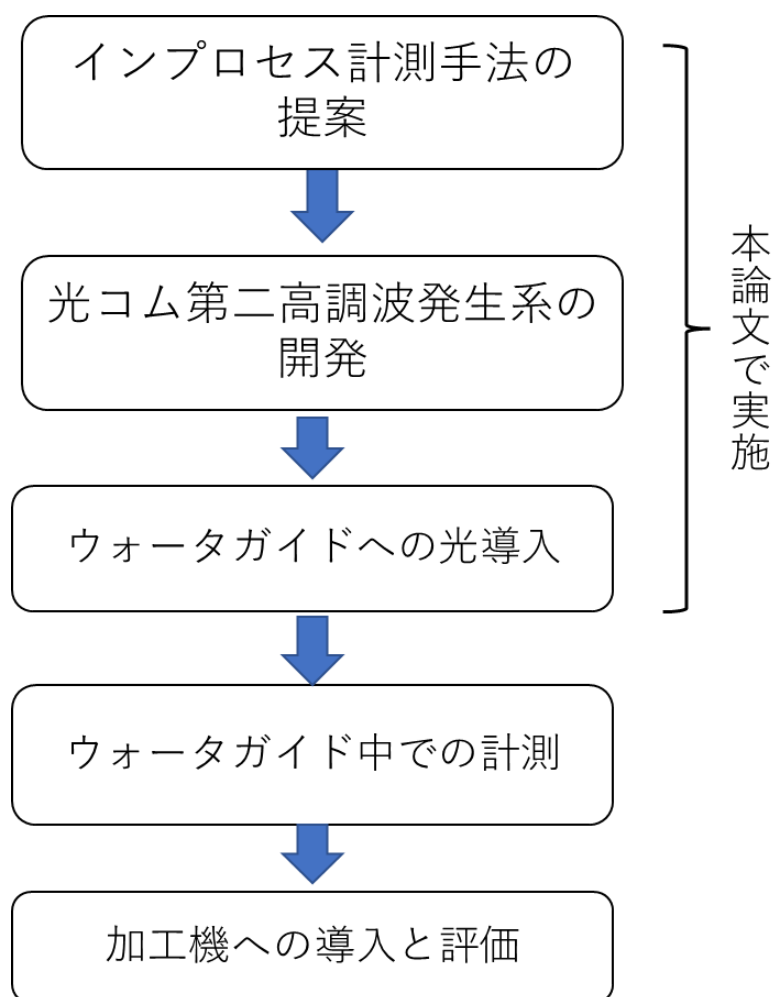 インプロセス計測手法の
提案
光コム第二高調波発生系の
開発
ウォータガイドへの光導入
ウォータガイド中での計測
加工機への導入と評価
本論文で実施